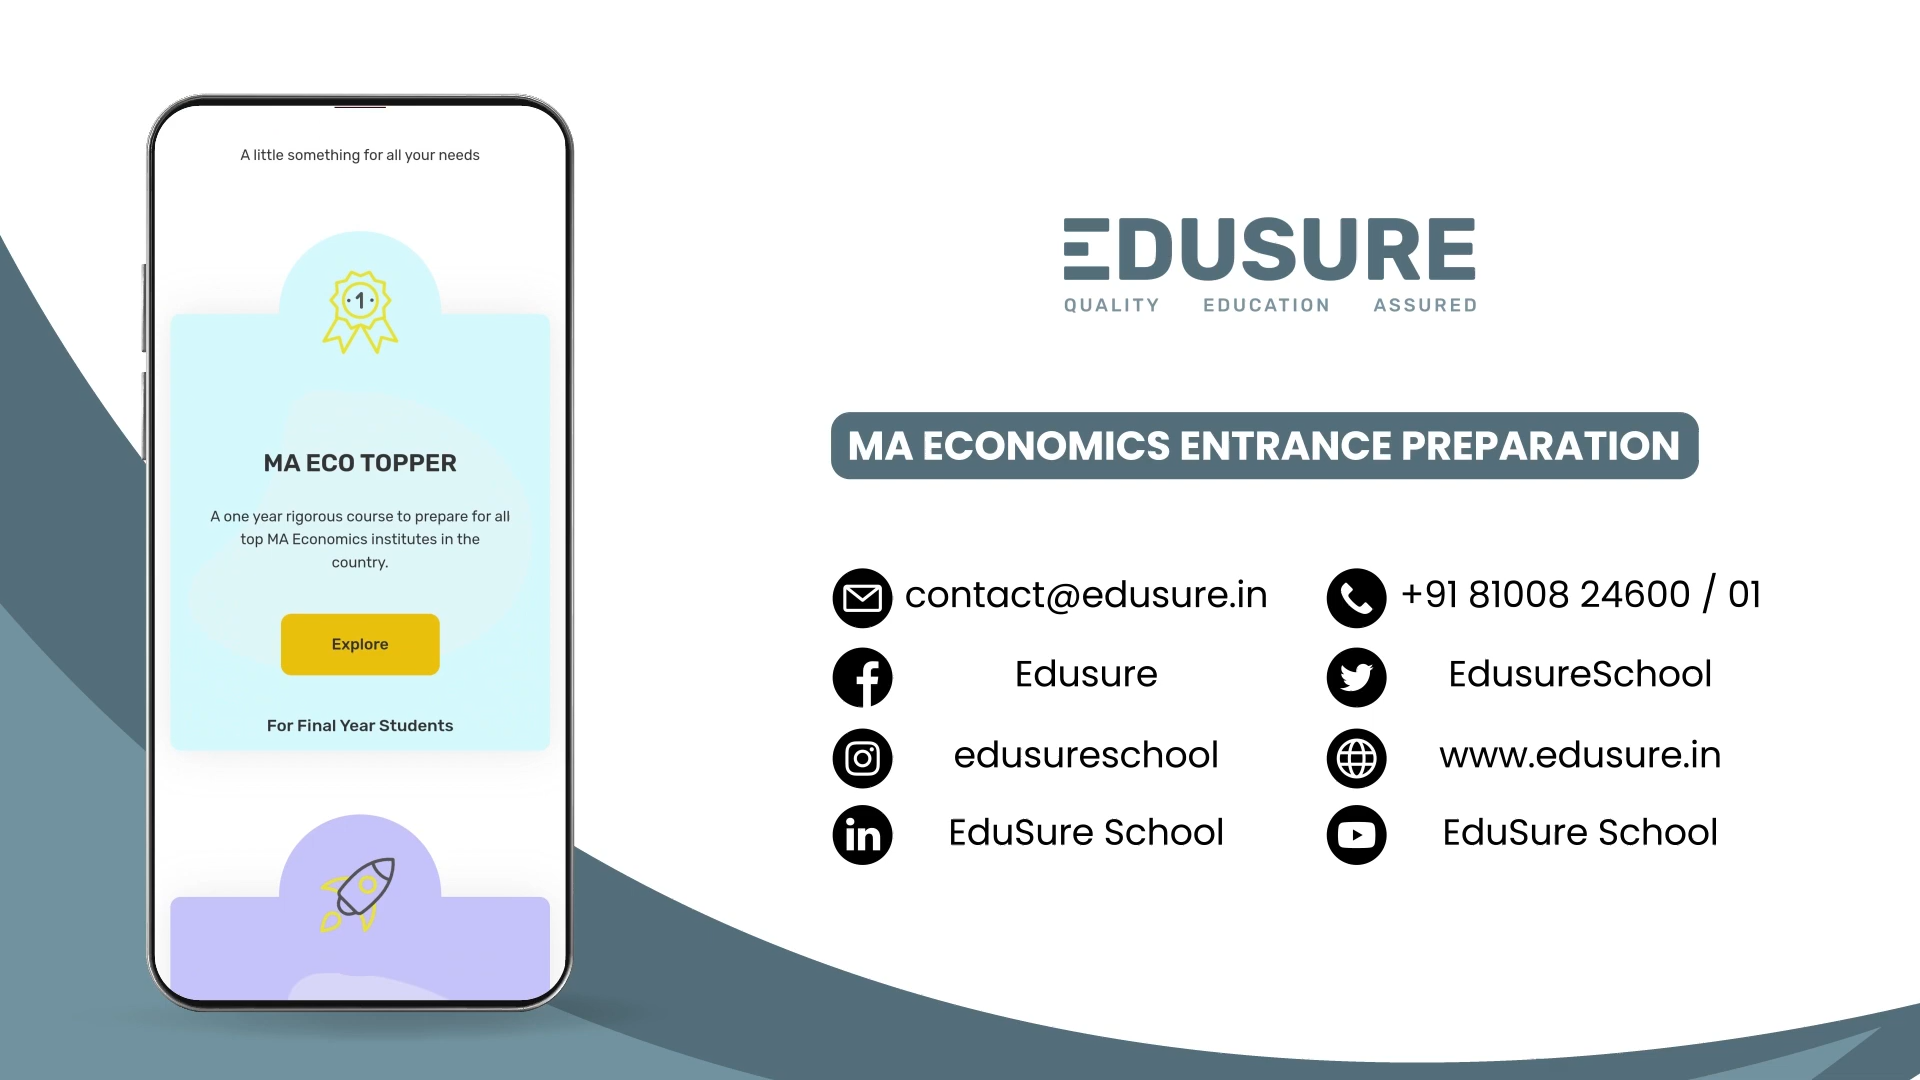 A little something for all your needs
1
MA ECO TOPPER
A one year rigorous course to prepare for all
top MA Economics institutes in the
country.
Explore
For Final Year Students
EDUSURE
QUALITY EDUCATION ASSURED
MA ECONOMICS ENTRANCE PREPARATION
contact@edusure.in
+91 81008 24600 / 01
Edusure
EdusureSchool
edusureschool
www.edusure.in
in EduSure School
EduSure School